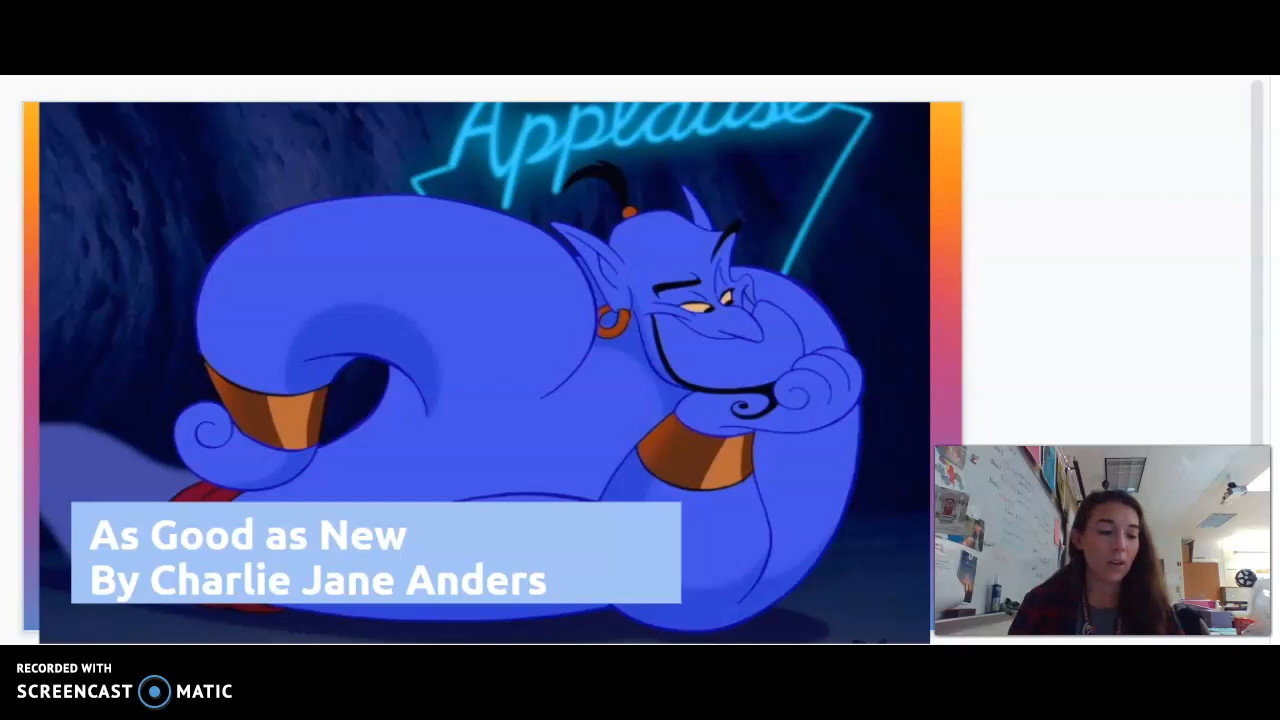 Applause
As Good as New
By Charlie Jane Anders
RECORDED WITH
SCREENCAST MATIC